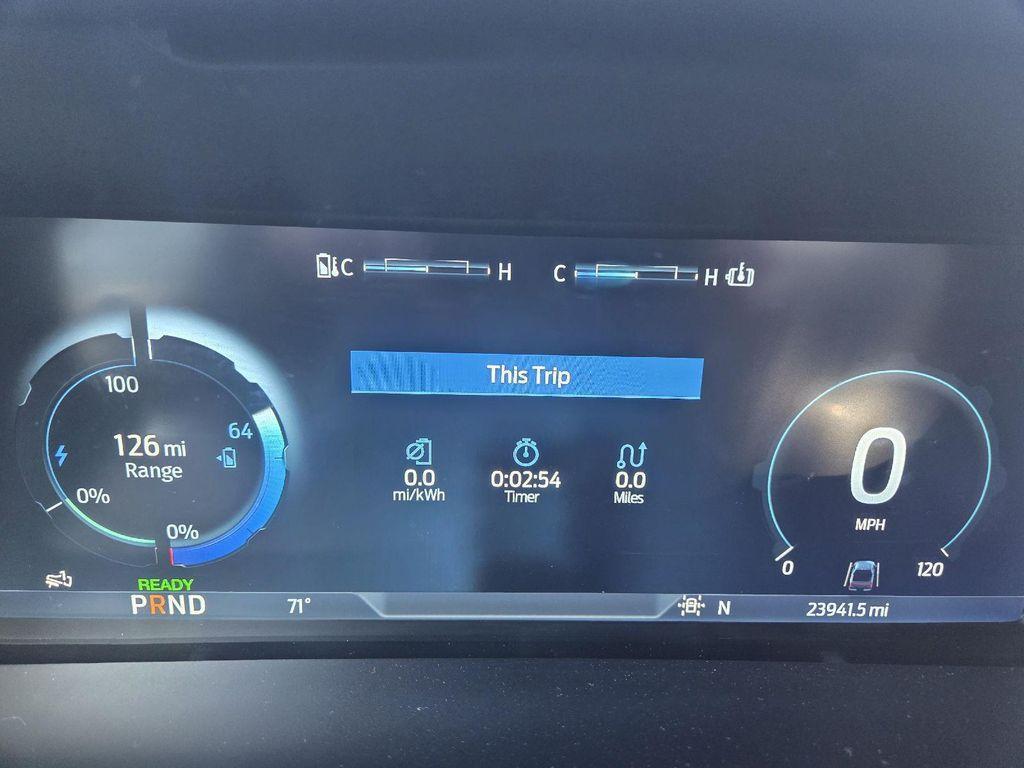 C H C H
This Trip
100
126 mi
Range
64
0%
0%
0.0
mi/kWh
0:02:54
Timer
0.0
Miles
0
MPH
0 120
READY
PRND 71° N 23941.5 mi